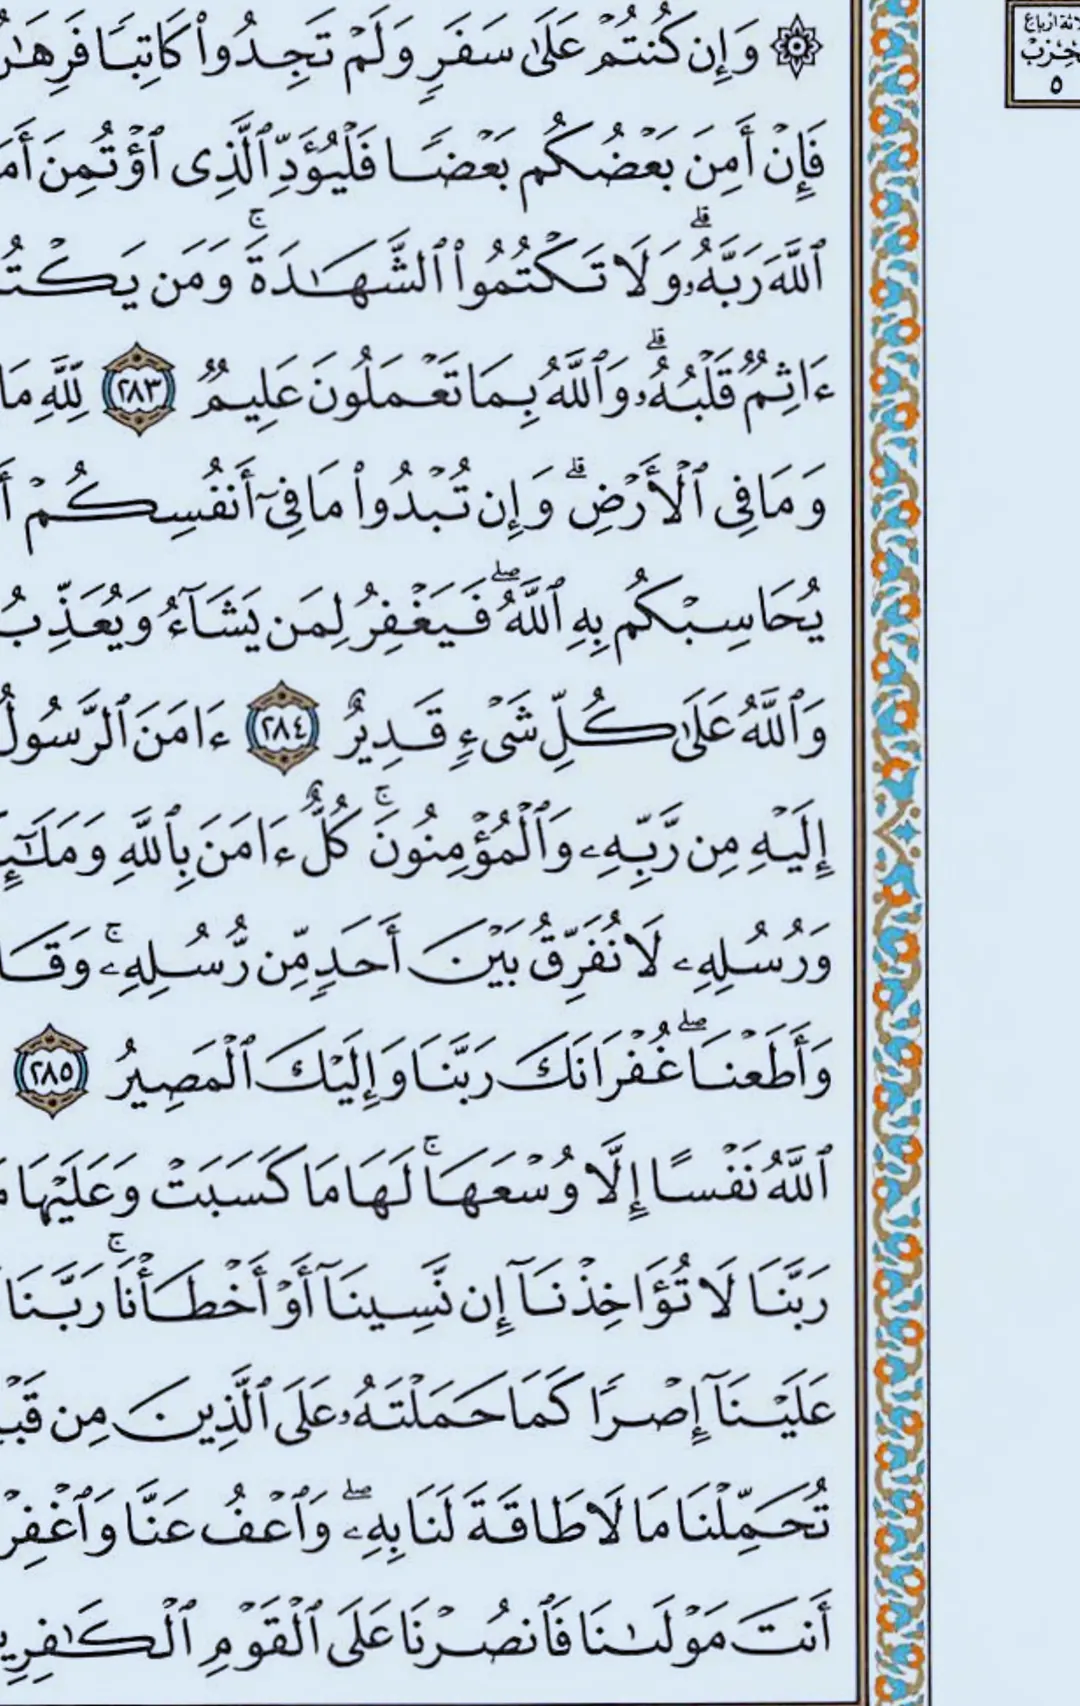 ۞ وَإِن كُنتُمْ عَلَىٰ سَفَرٍ وَلَمْ تَجِدُوا۟ كَاتِبًا
فَإِنْ أَمِنَ بَعْضُكُم بَعْضًا فَلْيُؤَدِّ ٱلَّذِى ٱؤْتُمِنَ
ٱللَّهَ رَبَّهُۥ ۗ وَلَا تَكْتُمُوا۟ ٱلشَّهَـٰدَةَ ۚ وَمَن
ءَاثِمٌ قَلْبُهُۥ ۗ وَٱللَّهُ بِمَا تَعْمَلُونَ عَلِيمٌ ٢٨٣ لِّلَّهِ مَا
وَمَا فِى ٱلْأَرْضِ ۗ وَإِن تُبْدُوا۟ مَا فِىٓ أَنفُسِكُمْ
يُحَاسِبْكُم بِهِ ٱللَّهُ ۖ فَيَغْفِرُ لِمَن يَشَآءُ وَيُعَذِّبُ
وَٱللَّهُ عَلَىٰ كُلِّ شَىْءٍ قَدِيرٌ ٢٨٤ ءَامَنَ ٱلرَّسُولُ
إِلَيْهِ مِن رَّبِّهِۦ وَٱلْمُؤْمِنُونَ ۚ كُلٌّ ءَامَنَ بِٱللَّهِ
وَرُسُلِهِۦ لَا نُفَرِّقُ بَيْنَ أَحَدٍ مِّن رُّسُلِهِۦ ۚ
وَأَطَعْنَا ۖ غُفْرَانَكَ رَبَّنَا وَإِلَيْكَ ٱلْمَصِيرُ ٢٨٥
ٱللَّهُ نَفْسًا إِلَّا وُسْعَهَا ۚ لَهَا مَا كَسَبَتْ وَعَلَيْهَا
رَبَّنَا لَا تُؤَاخِذْنَآ إِن نَّسِينَآ أَوْ أَخْطَأْنَا ۚ رَبَّنَا
عَلَيْنَآ إِصْرًا كَمَا حَمَلْتَهُۥ عَلَى ٱلَّذِينَ مِن
تُحَمِّلْنَا مَا لَا طَاقَةَ لَنَا بِهِۦ ۖ وَٱعْفُ عَنَّا
أَنتَ مَوْلَىٰنَا فَٱنصُرْنَا عَلَى ٱلْقَوْمِ
أرباع
٥